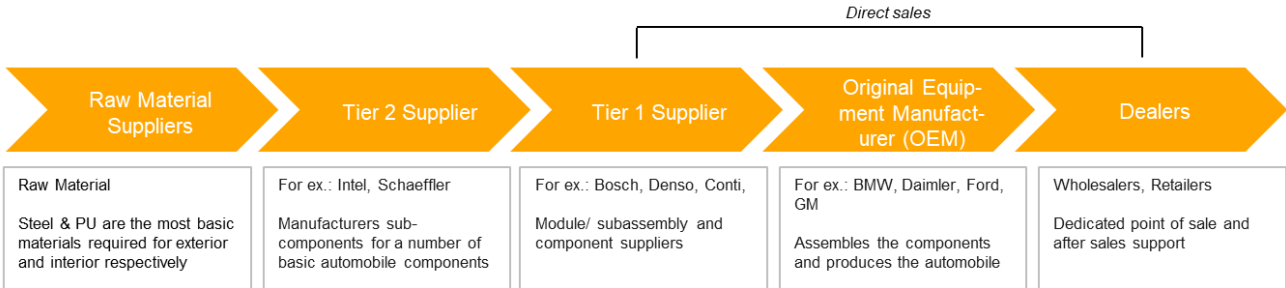 Direct sales
Raw Material
Suppliers
Tier 2 Supplier
Tier 1 Supplier
Original Equip-
ment Manufact-
urer (OEM)
Dealers
Raw Material
Steel & PU are the most basic
materials required for exterior
and interior respectively
For ex.: Intel, Schaeffler
Manufacturers sub-
components for a number of
basic automobile components
For ex.: Bosch, Denso, Conti,
Module/ subassembly and
component suppliers
For ex.: BMW, Daimler, Ford,
GM
Assembles the components
and produces the automobile
Wholesalers, Retailers
Dedicated point of sale and
after sales support